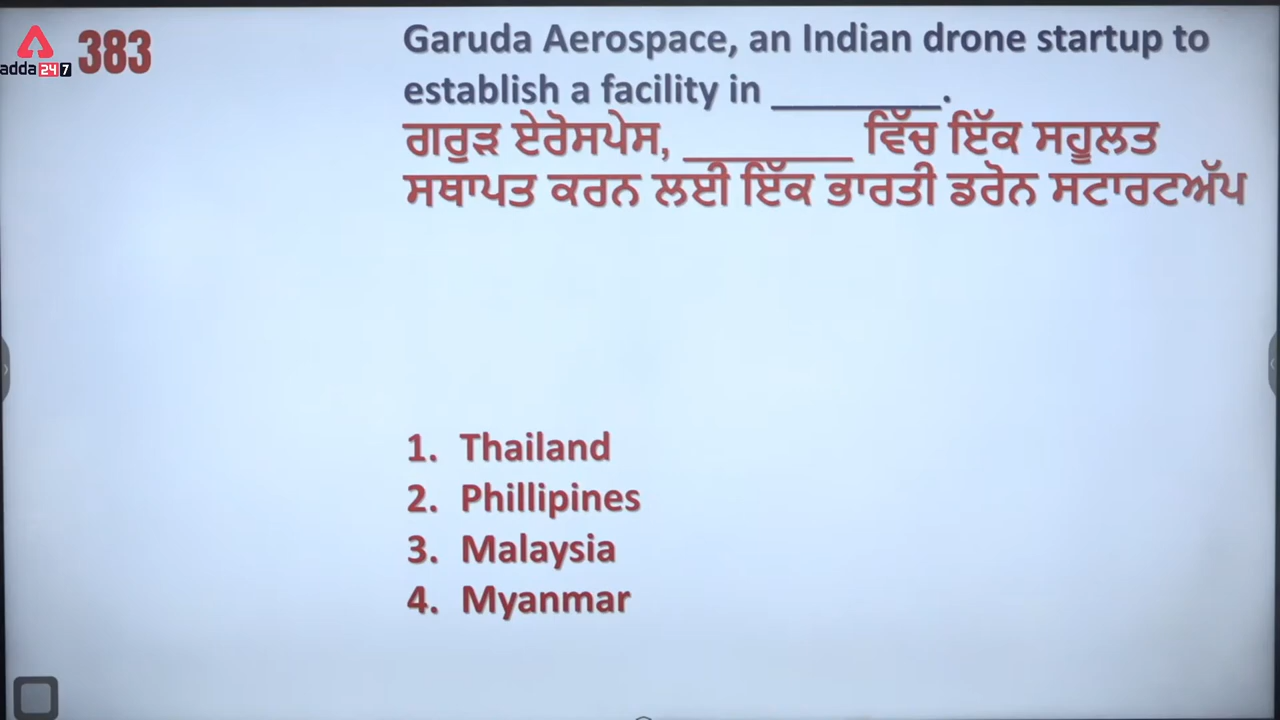 adda247
383
Garuda Aerospace, an Indian drone startup to
establish a facility in ________.
ਗਰੁੜ ਏਰੋਸਪੇਸ, ________ ਵਿੱਚ ਇੱਕ ਸਹੂਲਤ
ਸਥਾਪਤ ਕਰਨ ਲਈ ਇੱਕ ਭਾਰਤੀ ਡਰੋਨ ਸਟਾਰਟਅੱਪ
1. Thailand
2. Phillipines
3. Malaysia
4. Myanmar